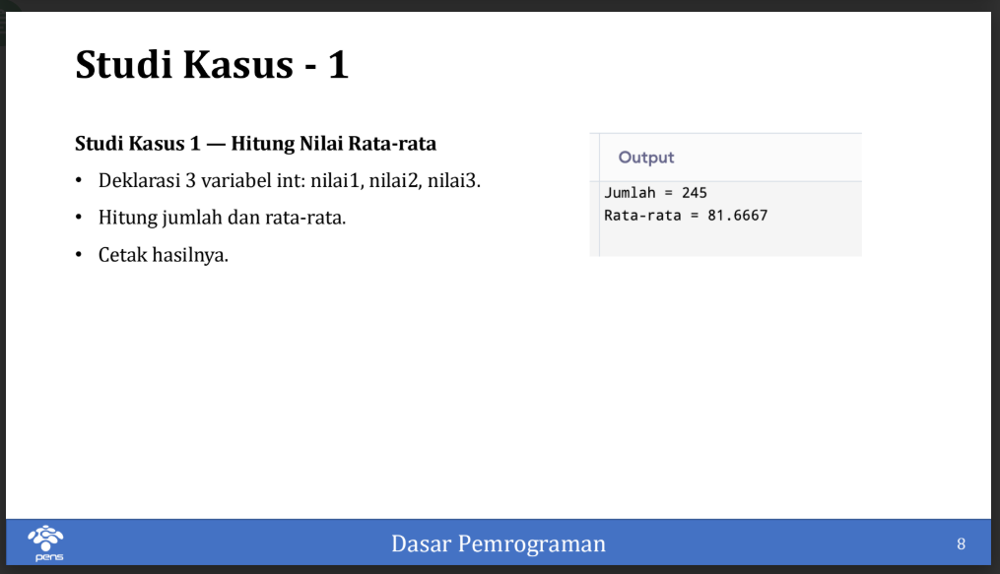 Studi Kasus - 1
Studi Kasus 1 — Hitung Nilai Rata-rata
• Deklarasi 3 variabel int: nilai1, nilai2, nilai3.
• Hitung jumlah dan rata-rata.
• Cetak hasilnya.
Output
Jumlah = 245
Rata-rata = 81.6667
pens
Dasar Pemrograman
8